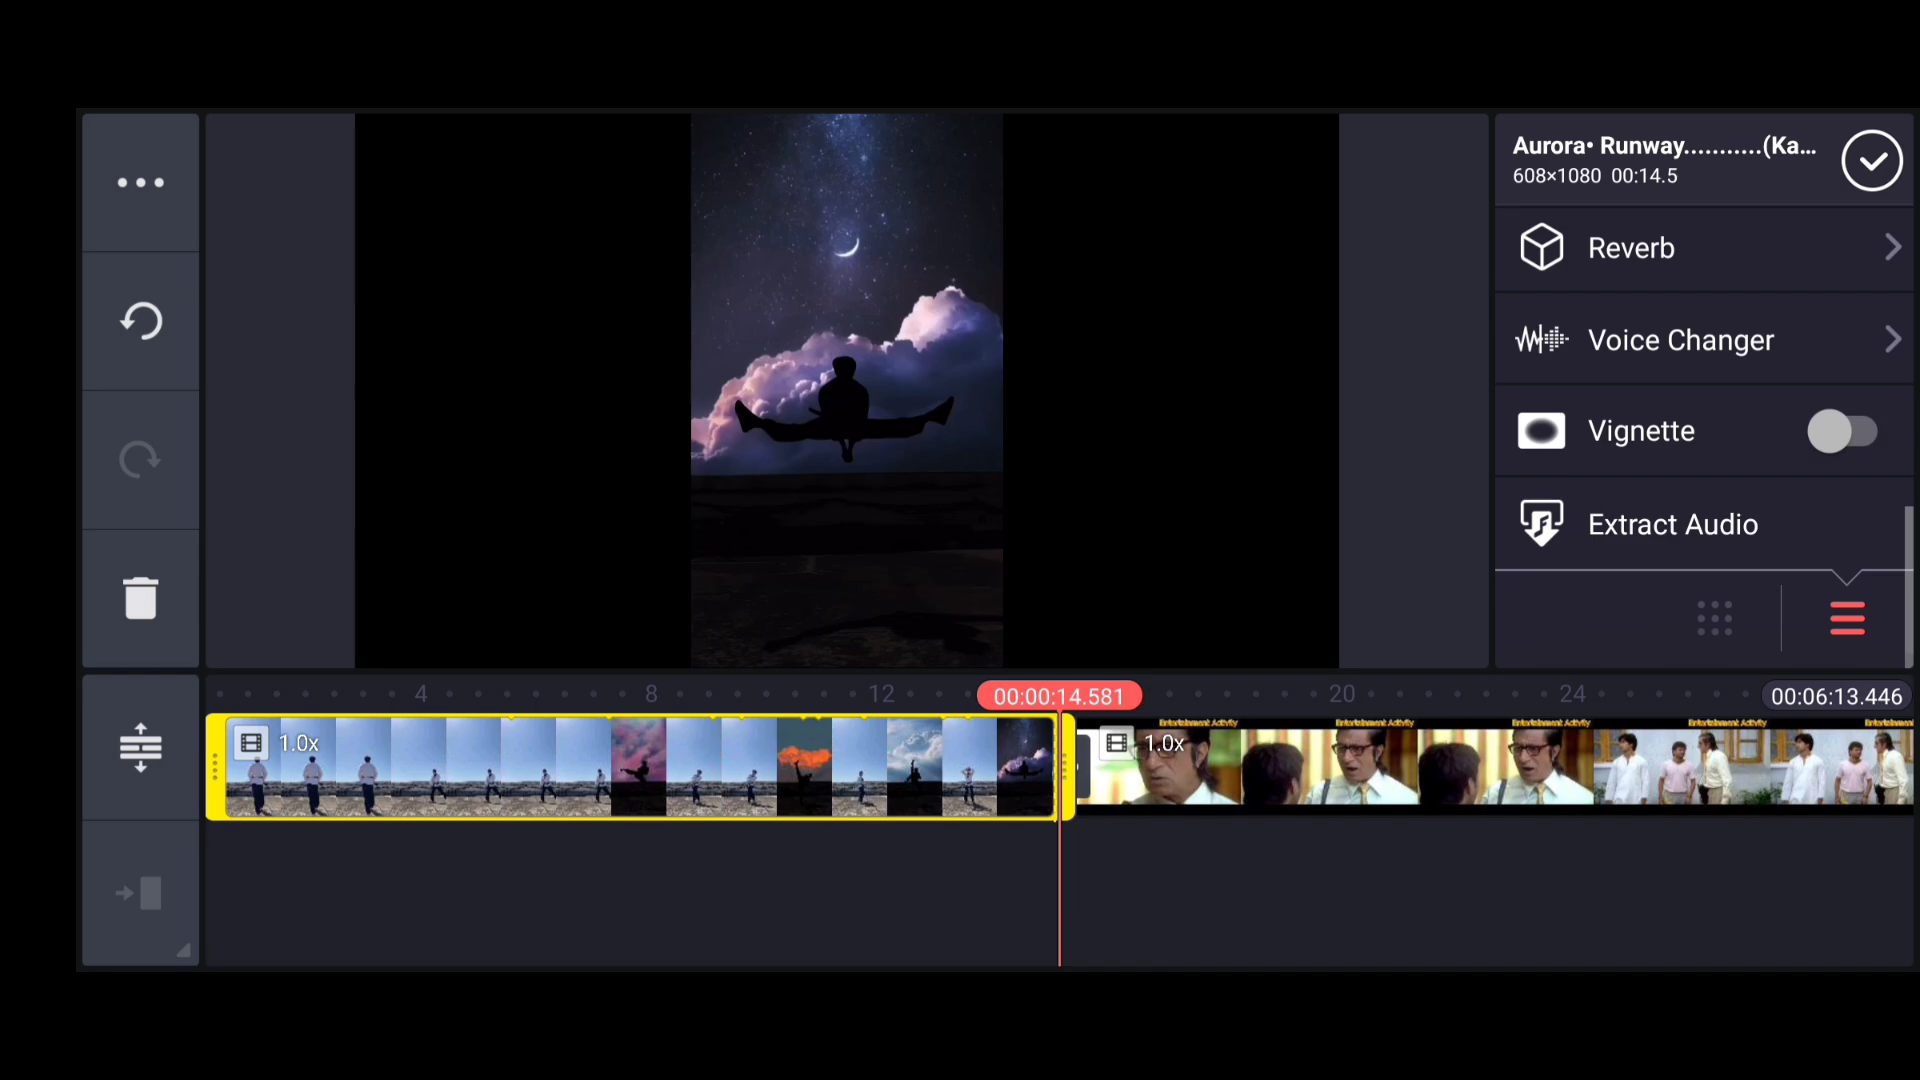 Aurora• Runway...........(Ka...
608×1080 00:14.5
Reverb
Voice Changer
Vignette
Extract Audio
4
8
12
00:00:14.581
20
24
00:06:13.446
1.0x
1.0x
Entertainment Activity
Entertainment Activity
Entertainment Activity
Entertainment Activity